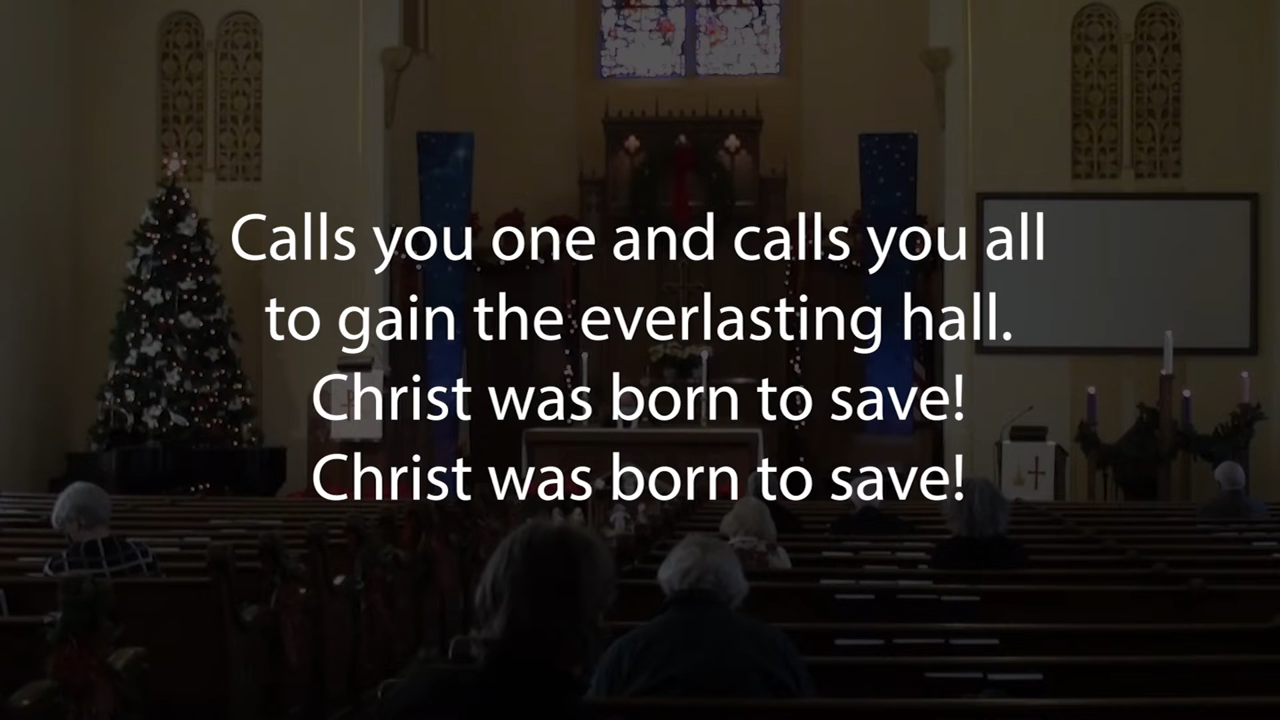 Calls you one and calls you all
to gain the everlasting hall.
Christ was born to save!
Christ was born to save!